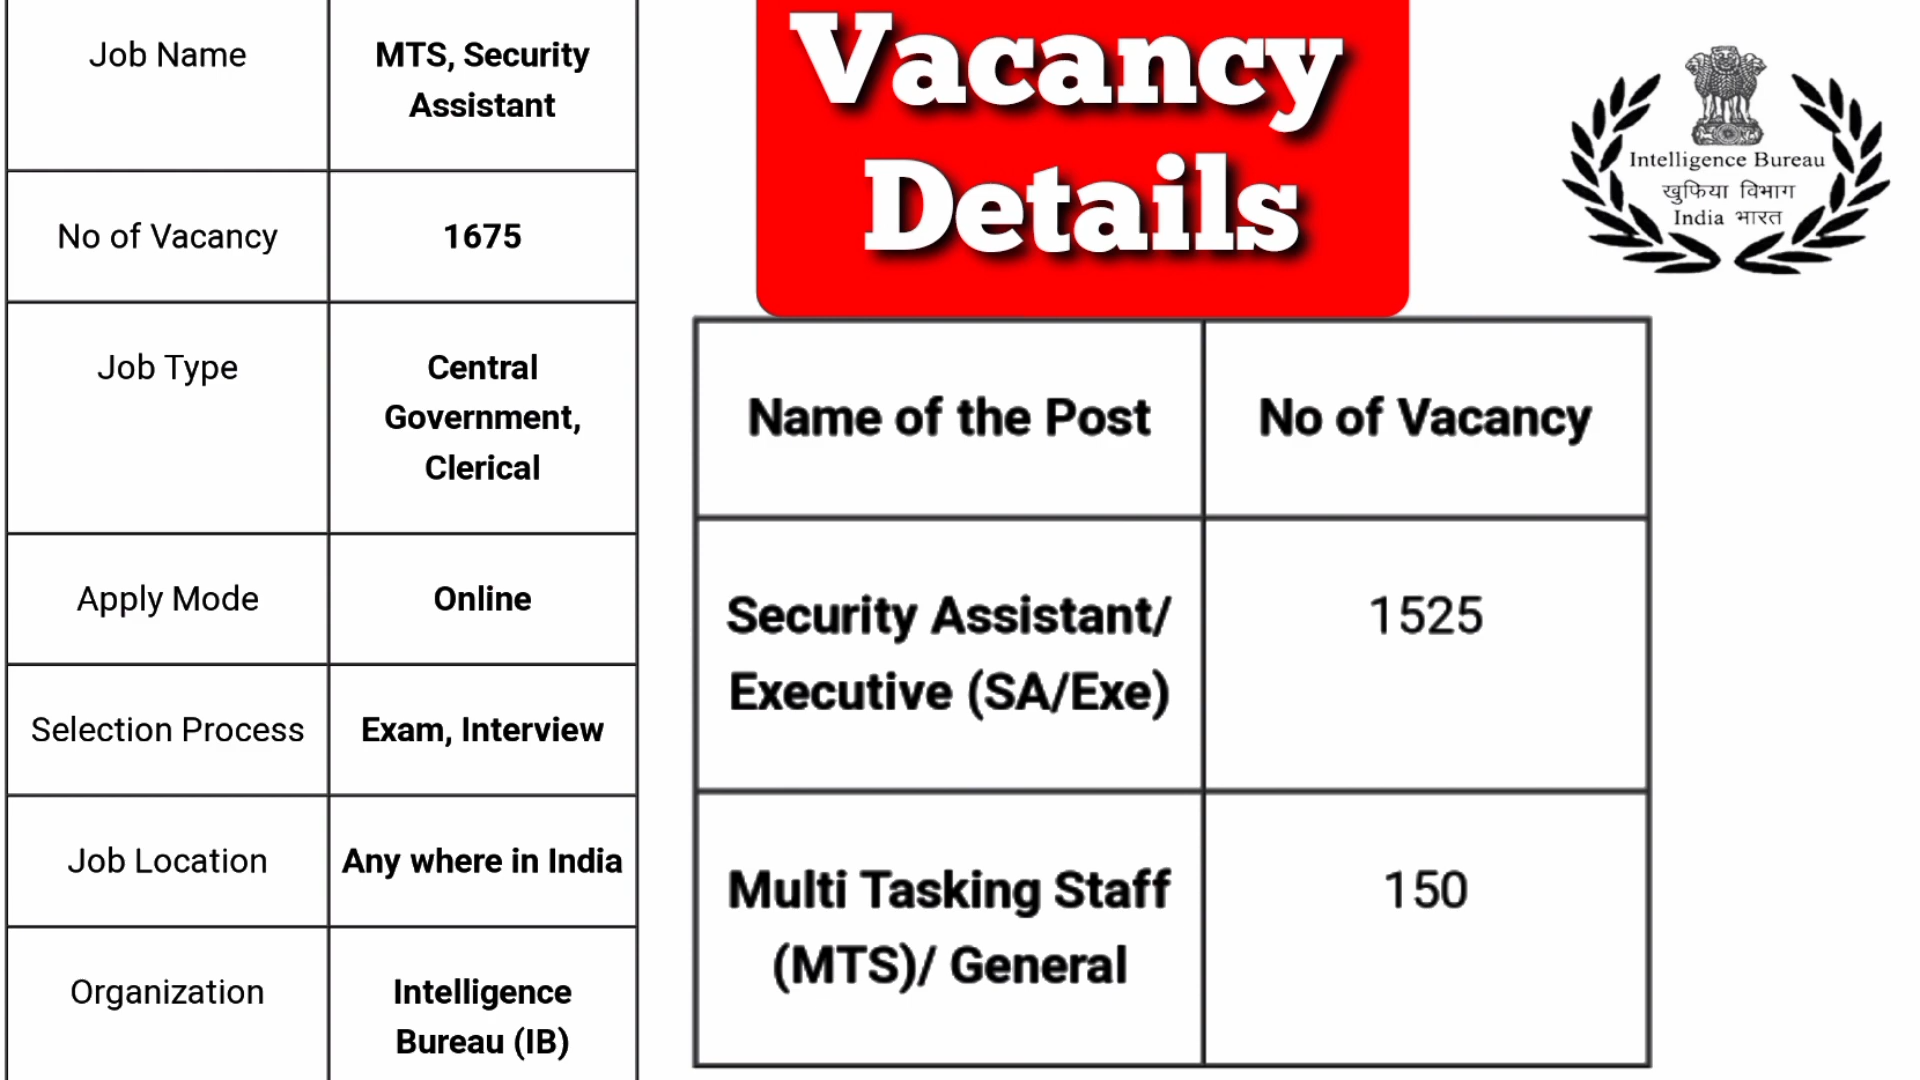 Job Name
MTS, Security
Assistant
No of Vacancy
1675
Job Type
Central
Government,
Clerical
Apply Mode
Online
Selection Process
Exam, Interview
Job Location
Any where in India
Organization
Intelligence
Bureau (IB)
Vacancy
Details
Intelligence Bureau
खुफिया विभाग
India भारत
Name of the Post
No of Vacancy
Security Assistant/
Executive (SA/Exe)
1525
Multi Tasking Staff
(MTS)/ General
150